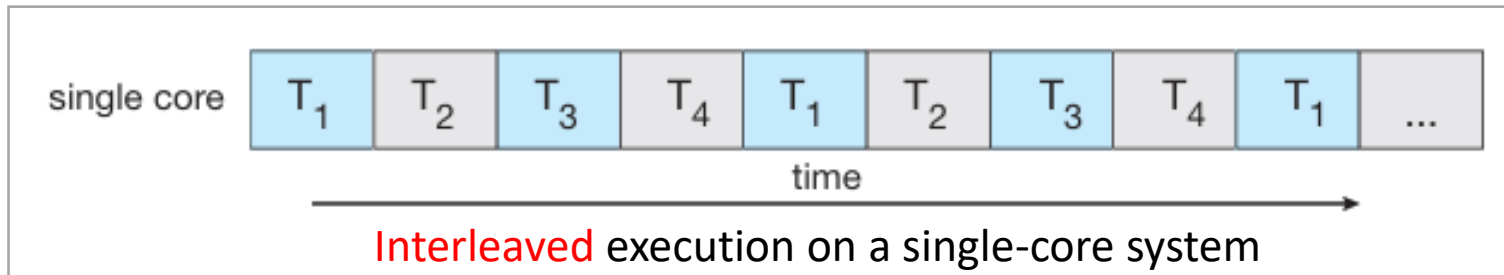 single core T₁ T₂ T₃ T₄ T₁ T₂ T₃ T₄ T₁ ...
time
Interleaved execution on a single-core system